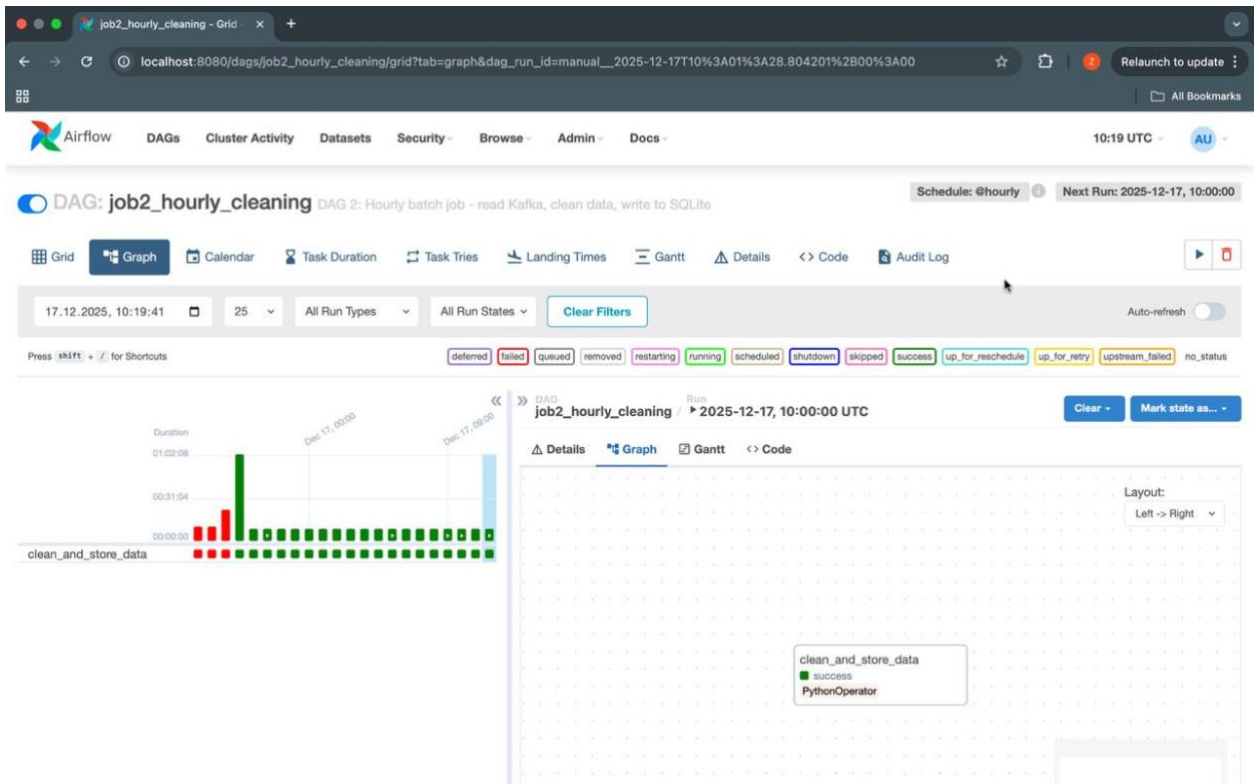 job2_hourly_cleaning - Grid -
localhost:8080/dags/job2_hourly_cleaning/grid?tab=graph&dag_run_id=manual__2025-12-17T10%3A01%3A28.804201%2B00%3A00
Z
Relaunch to update
All Bookmarks
Airflow DAGs Cluster Activity Datasets Security Browse Admin Docs 10:19 UTC AU
DAG: job2_hourly_cleaning DAG 2: Hourly batch job - read Kafka, clean data, write to SQLite
Schedule: @hourly Next Run: 2025-12-17, 10:00:00
Grid Graph Calendar Task Duration Task Tries Landing Times Gantt Details <> Code Audit Log
17.12.2025, 10:19:41 25 All Run Types All Run States Clear Filters Auto-refresh
Press shift + / for Shortcuts deferred failed queued removed restarting running scheduled shutdown skipped success up_for_reschedule up_for_retry upstream_failed no_status
Duration
01:02:08
00:31:04
00:00:00
Dec 17, 00:00
Dec 17, 09:00
clean_and_store_data
DAG Run
job2_hourly_cleaning / 2025-12-17, 10:00:00 UTC
Clear Mark state as...
Details Graph Gantt <> Code
Layout:
Left -> Right
clean_and_store_data
success
PythonOperator